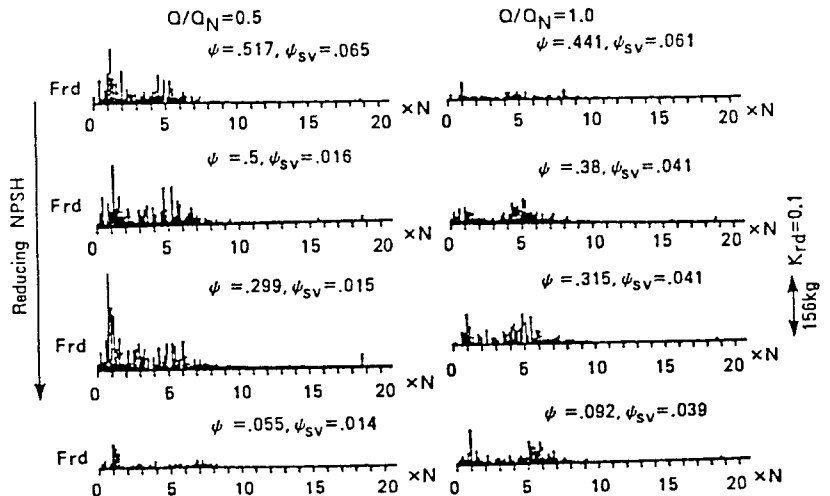 Q/Q_N=0.5
ψ=.517, ψ_sv=.065
Frd
0 5 10 15 20 ×N
ψ =.5, ψ_sv=.016
Frd
0 5 10 15 20 ×N
ψ =.299, ψ_sv=.015
Frd
0 5 10 15 20 ×N
ψ =.055, ψ_sv=.014
Frd
0 5 10 15 20 ×N
Q/Q_N=1.0
ψ =.441, ψ_sv=.061
0 5 10 15 20 ×N
ψ =.38, ψ_sv=.041
0 5 10 15 20 ×N
ψ =.315, ψ_sv=.041
0 5 10 15 20 ×N
ψ =.092, ψ_sv=.039
0 5 10 15 20 ×N
Reducing NPSH
K_rd=0.1
156kg